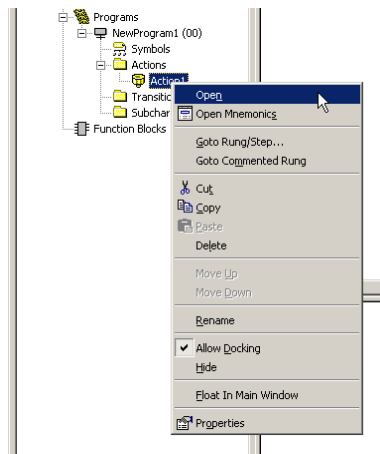 Programs
NewProgram1 (00)
Symbols
Actions
Action1
Transitic
Subchar
Function Blocks
Open
Open Mnemonics
Goto Rung/Step...
Goto Commented Rung
Cut
Copy
Paste
Delete
Move Up
Move Down
Rename
Allow Docking
Hide
Float In Main Window
Properties